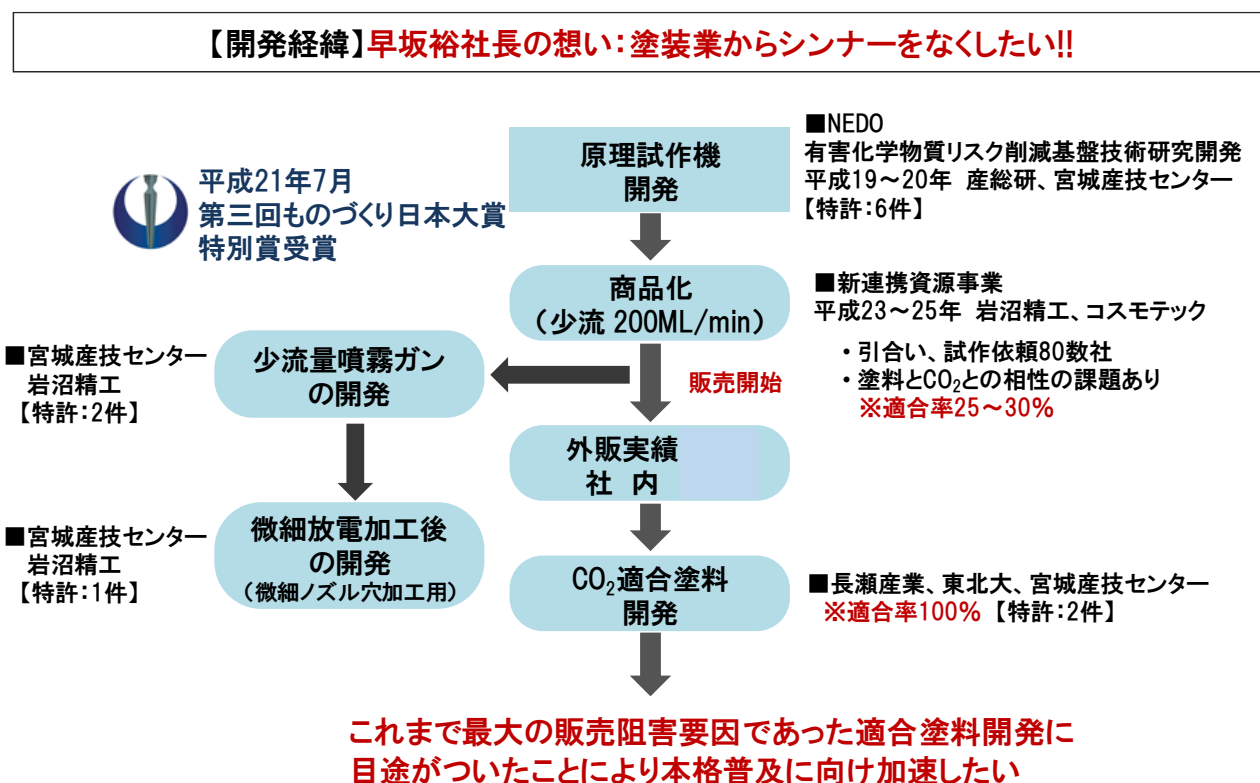 【開発経緯】早坂裕社長の想い:塗装業からシンナーをなくしたい!!
原理試作機
開発
■NEDO
有害化学物質リスク削減基盤技術研究開発
平成19～20年 産総研、宮城産技センター
【特許:6件】
平成21年7月
第三回ものづくり日本大賞
特別賞受賞
商品化
（少流 200ML/min）
■新連携資源事業
平成23～25年 岩沼精工、コスモテック
・引合い、試作依頼80数社
・塗料とCO₂との相性の課題あり
※適合率25～30%
販売開始
■宮城産技センター
岩沼精工
【特許:2件】
少流量噴霧ガン
の開発
外販実績
社 内
■宮城産技センター
岩沼精工
【特許:1件】
微細放電加工後
の開発
（微細ノズル穴加工用）
CO₂適合塗料
開発
■長瀬産業、東北大、宮城産技センター
※適合率100% 【特許:2件】
これまで最大の販売阻害要因であった適合塗料開発に
目途がついたことにより本格普及に向け加速したい